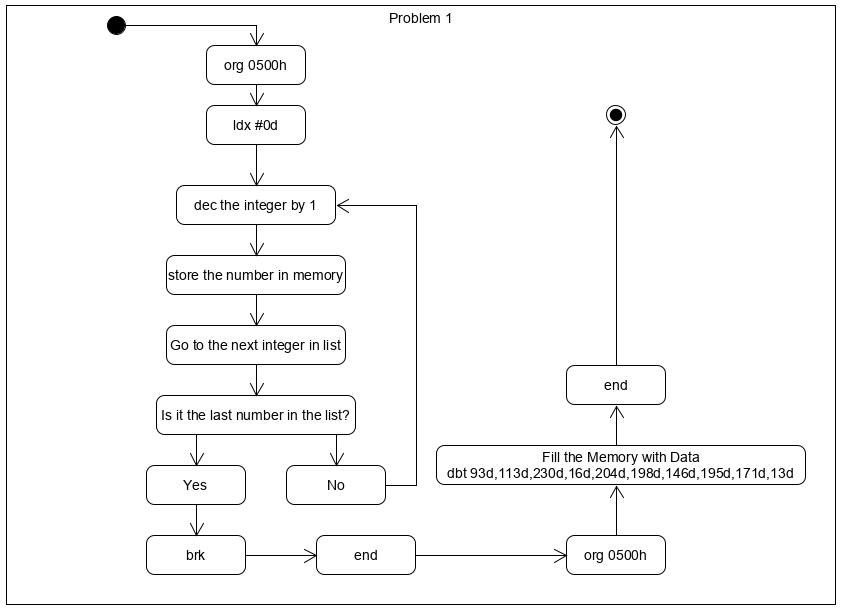 Problem 1
org 0500h
ldx #0d
dec the integer by 1
store the number in memory
Go to the next integer in list
Is it the last number in the list?
Yes
No
brk
end
org 0500h
Fill the Memory with Data
dbt 93d,113d,230d,16d,204d,198d,146d,195d,171d,13d
end